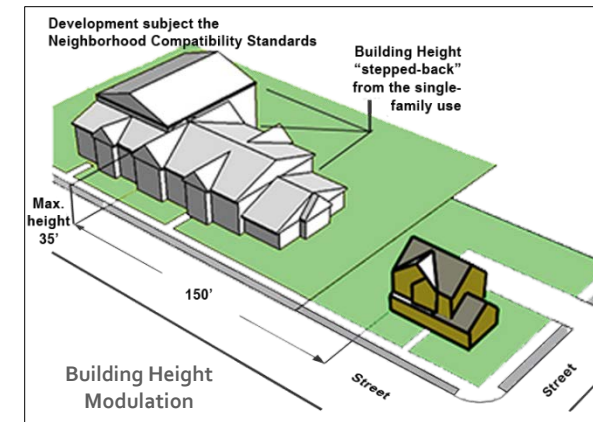 Development subject the
Neighborhood Compatibility Standards
Building Height
“stepped-back”
from the single-
family use
Max.
height
35’
150’
Building Height
Modulation
Street
Street